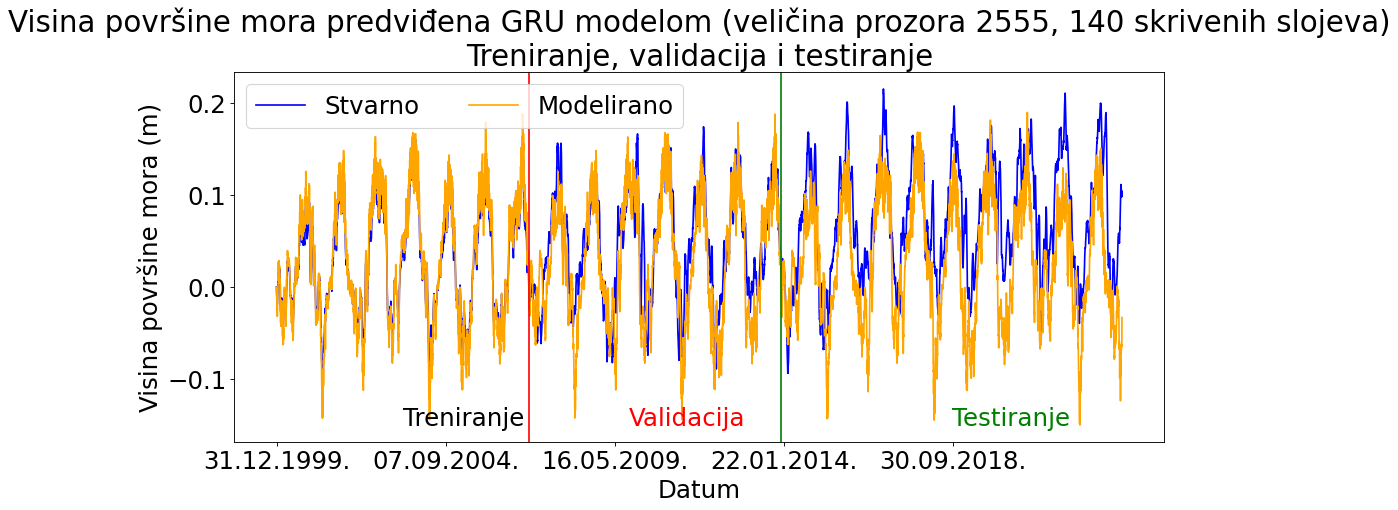 Visina površine mora predviđena GRU modelom (veličina prozora 2555, 140 skrivenih slojeva)
Treniranje, validacija i testiranje
Stvarno Modelirano
Visina površine mora (m)
0.2
0.1
0.0
−0.1
Treniranje Validacija Testiranje
31.12.1999. 07.09.2004. 16.05.2009. 22.01.2014. 30.09.2018.
Datum